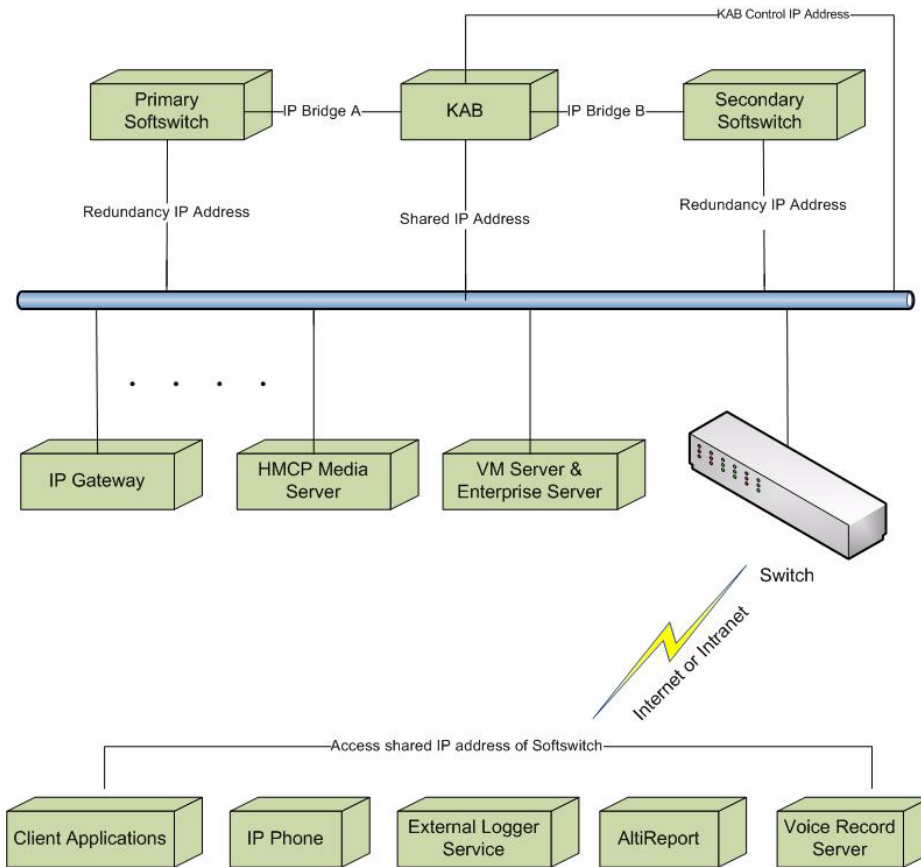 KAB Control IP Address
Primary
Softswitch
IP Bridge A
KAB
IP Bridge B
Secondary
Softswitch
Redundancy IP Address
Shared IP Address
Redundancy IP Address
IP Gateway
HMCP Media
Server
VM Server &
Enterprise Server
Switch
Internet or Intranet
Access shared IP address of Softswitch
Client Applications
IP Phone
External Logger
Service
AltiReport
Voice Record
Server